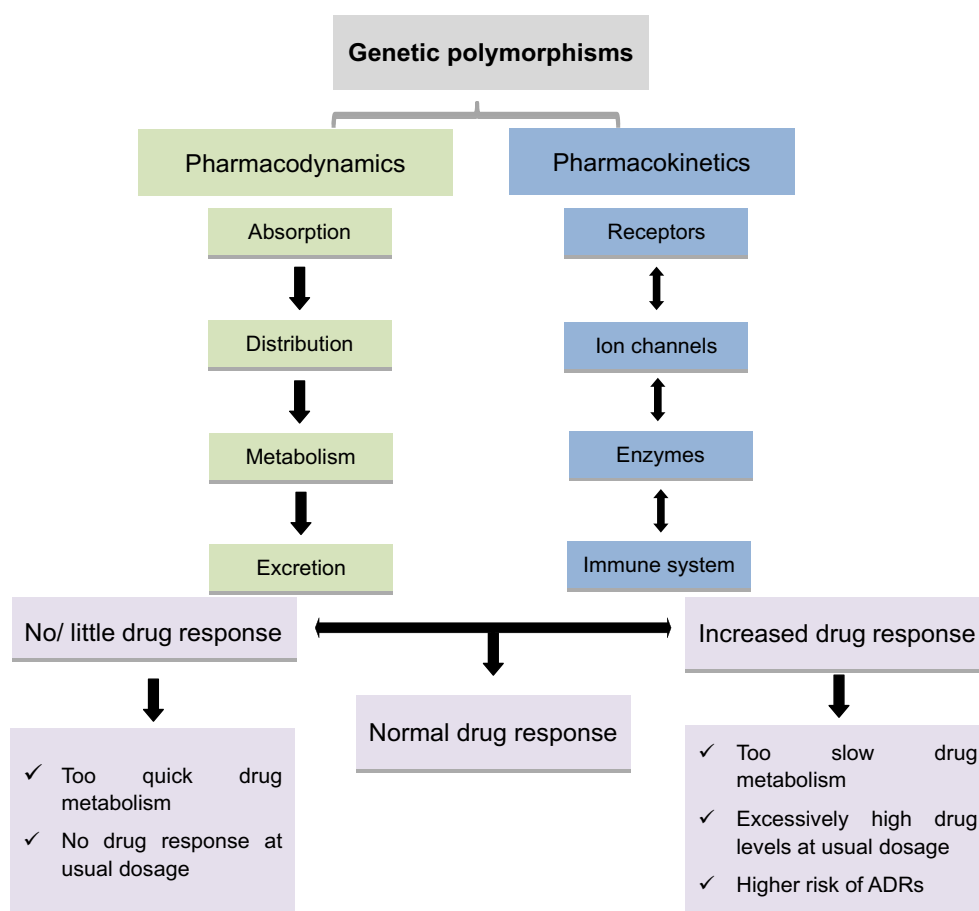 Genetic polymorphisms
Pharmacodynamics
Absorption
Distribution
Metabolism
Excretion
Pharmacokinetics
Receptors
Ion channels
Enzymes
Immune system
No/ little drug response
Normal drug response
Increased drug response
✓ Too quick drug
metabolism
✓ No drug response at
usual dosage
✓ Too slow drug
metabolism
✓ Excessively high drug
levels at usual dosage
✓ Higher risk of ADRs